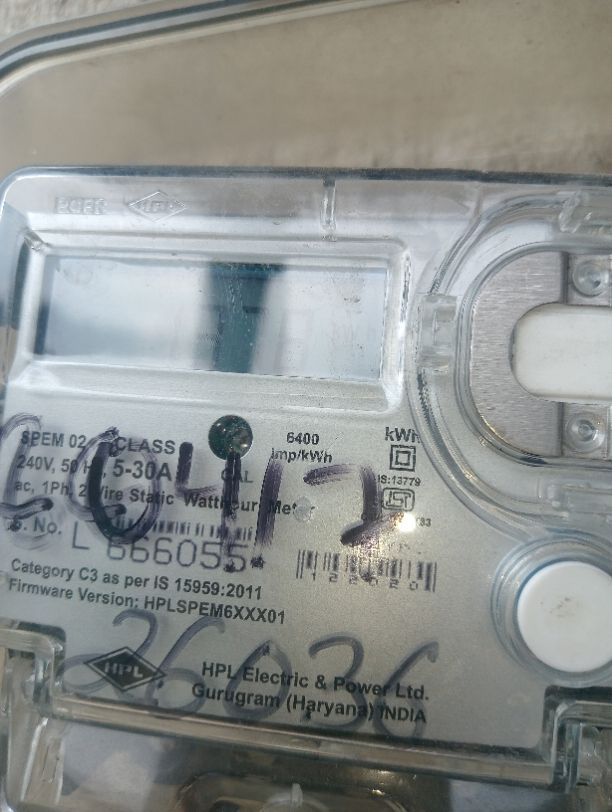 HPL
SPEM 02 CLASS
6400
imp/kWh
kWh
240V, 50 Hz, 5-30A CAL
IS:13779
ac, 1Ph, 2 Wire Static Watthour Meter
S. No. L 666055
122020
Category C3 as per IS 15959:2011
Firmware Version: HPLSPEM6XXX01
26036
HPL
HPL Electric & Power Ltd.
Gurugram (Haryana) INDIA